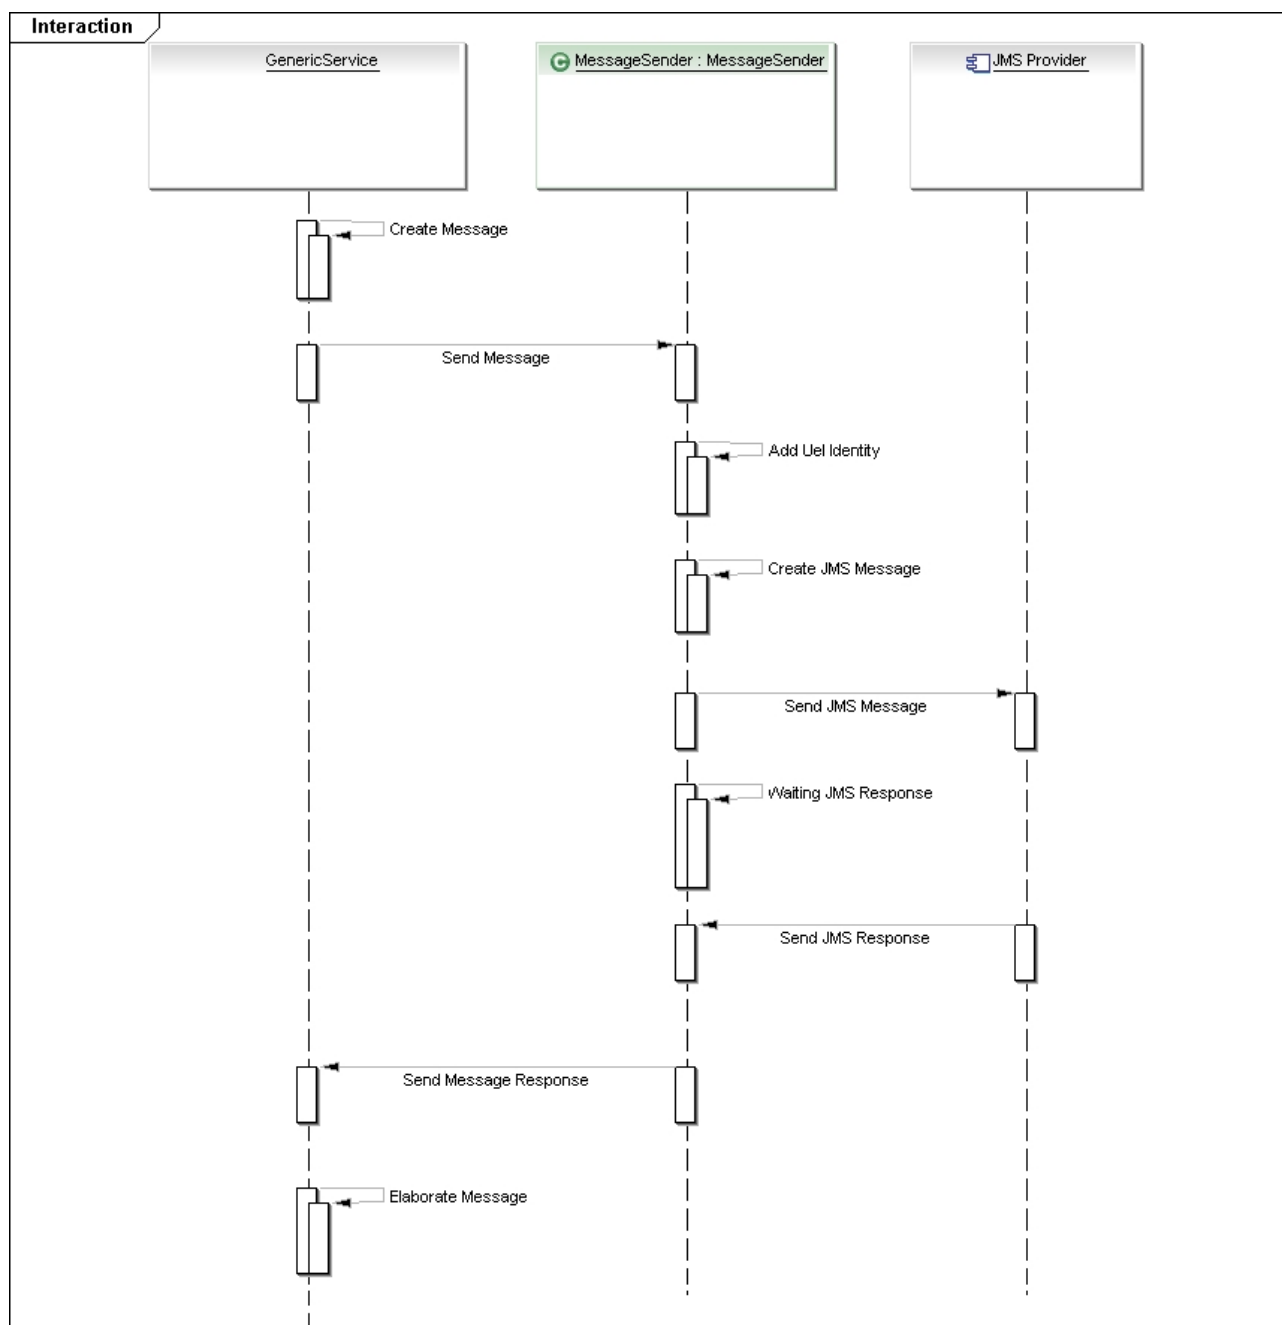 Interaction
GenericService
MessageSender : MessageSender
JMS Provider
Create Message
Send Message
Add Uel Identity
Create JMS Message
Send JMS Message
Waiting JMS Response
Send JMS Response
Send Message Response
Elaborate Message